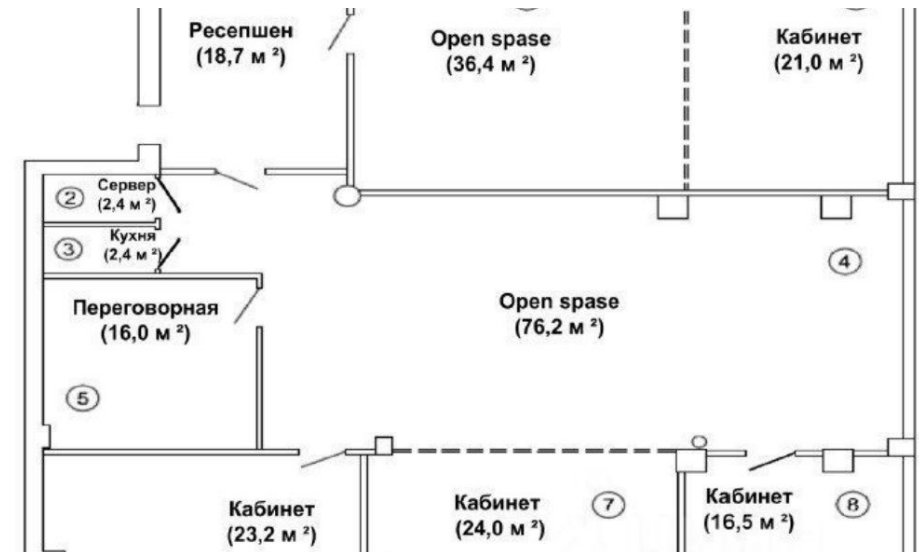 Ресепшен
(18,7 м ²)
Open spase
(36,4 м ²)
Кабинет
(21,0 м ²)
2
Сервер
(2,4 м ²)
3
Кухня
(2,4 м ²)
4
Переговорная
(16,0 м ²)
Open spase
(76,2 м ²)
5
Кабинет
(23,2 м ²)
Кабинет
(24,0 м ²)
7
Кабинет
(16,5 м ²)
8